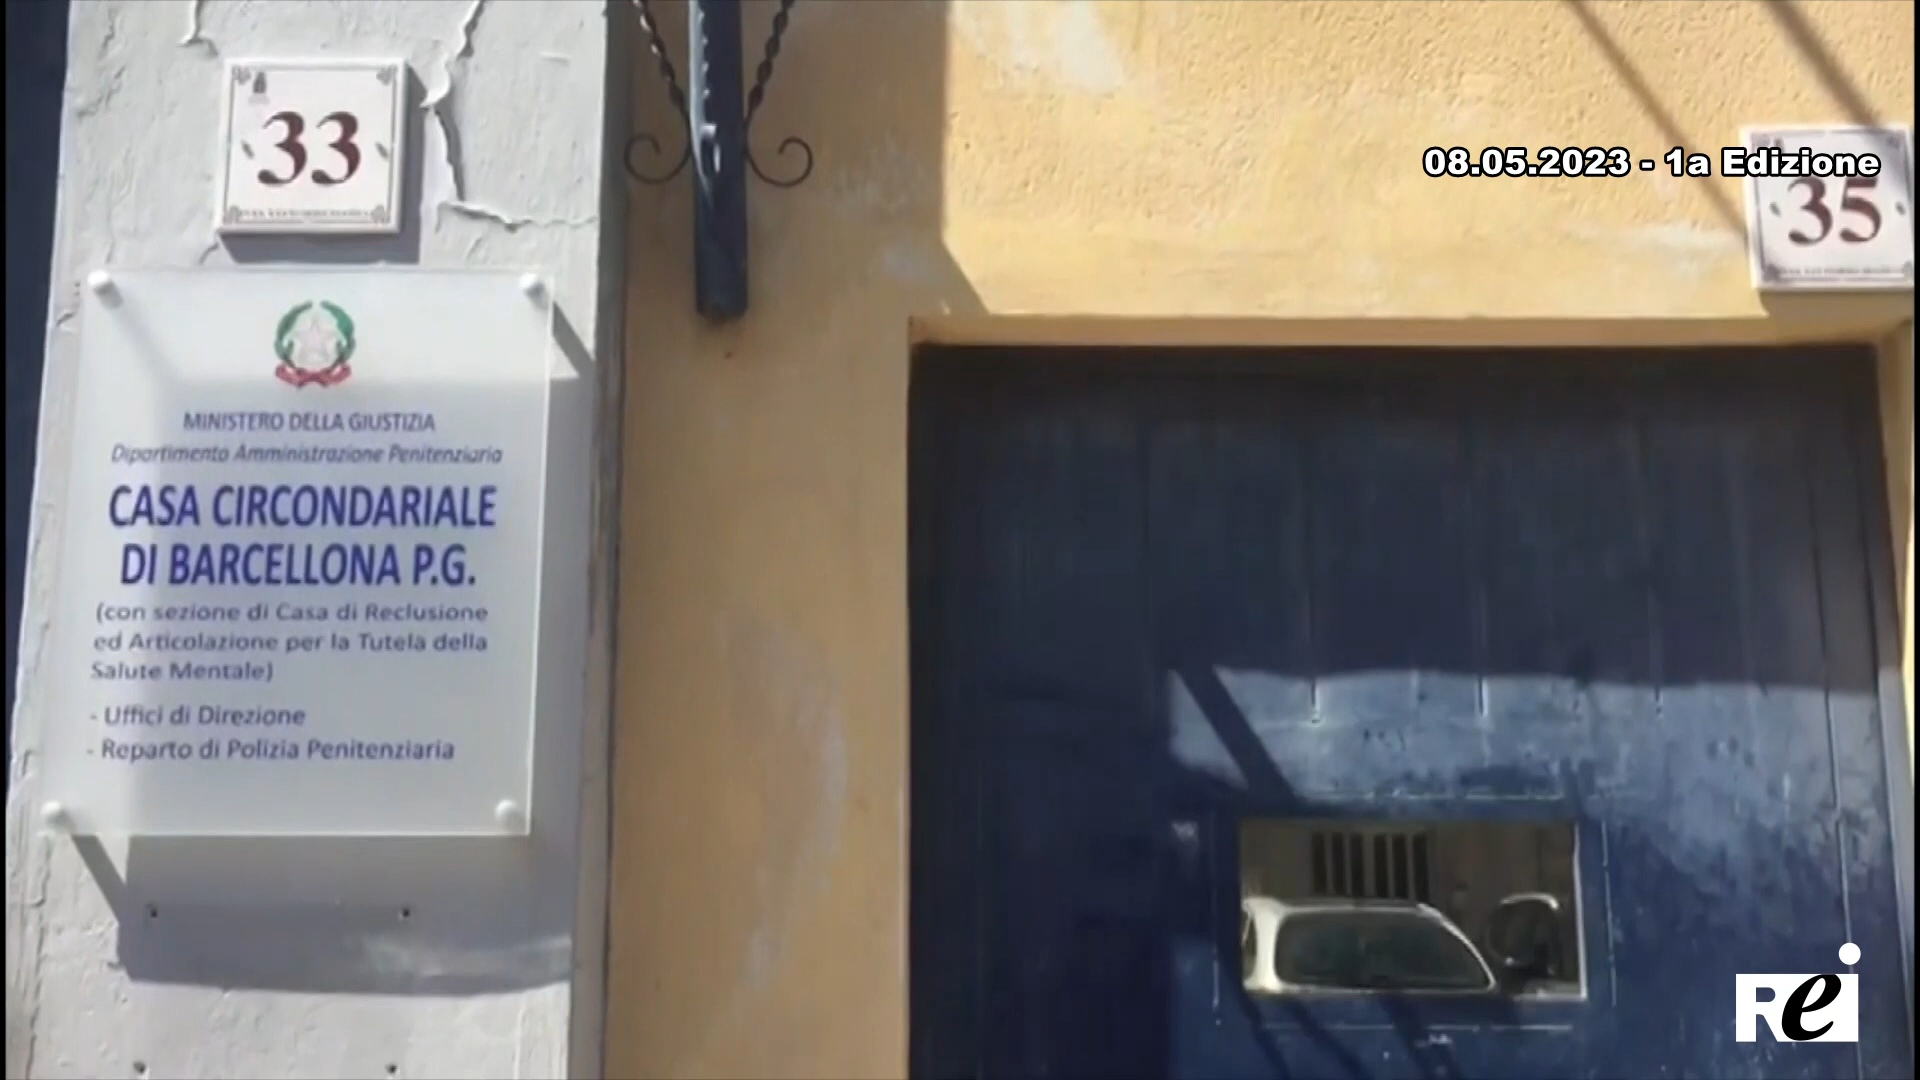 33
08.05.2023 - 1a Edizione
35
MINISTERO DELLA GIUSTIZIA
Dipartimento Amministrazione Penitenziaria
CASA CIRCONDARIALE
DI BARCELLONA P.G.
(con sezione di Casa di Reclusione
ed Articolazione per la Tutela della
Salute Mentale)
- Uffici di Direzione
- Reparto di Polizia Penitenziaria
Rei